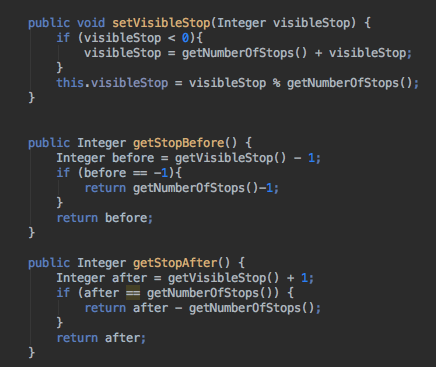 public void setVisibleStop(Integer visibleStop) {
    if (visibleStop < 0){
        visibleStop = getNumberOfStops() + visibleStop;
    }
    this.visibleStop = visibleStop % getNumberOfStops();
}
public Integer getStopBefore() {
    Integer before = getVisibleStop() - 1;
    if (before == -1){
        return getNumberOfStops()-1;
    }
    return before;
}
public Integer getStopAfter() {
    Integer after = getVisibleStop() + 1;
    if (after == getNumberOfStops()) {
        return after - getNumberOfStops();
    }
    return after;
}